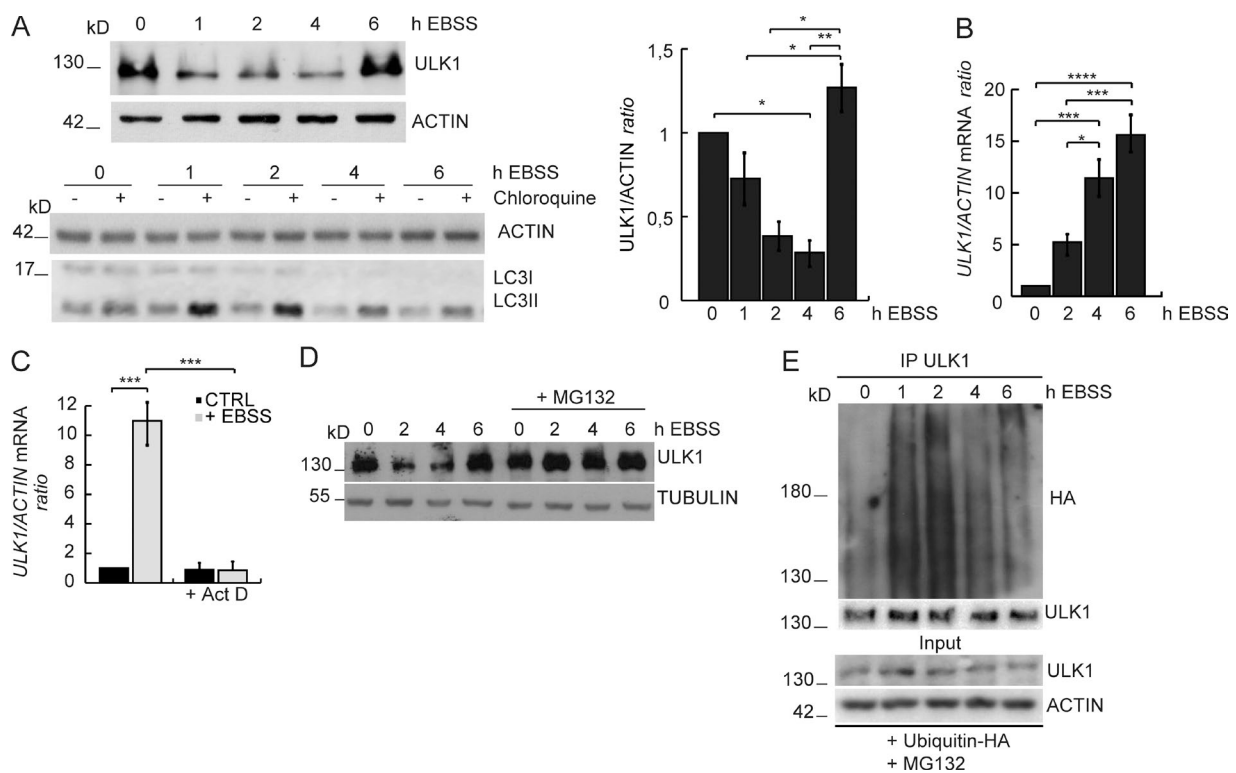 A
kD 0 1 2 4 6 h EBSS
130 ULK1
42 ACTIN
0 1 2 4 6 h EBSS
- + - + - + - + - + Chloroquine
kD
42 ACTIN
17 LC3I
LC3II
ULK1/ACTIN ratio
1,5
1
0,5
0
* ** * *
0 1 2 4 6 h EBSS
B
ULK1/ACTIN mRNA ratio
20
15
10
5
0
**** *** *** *
0 2 4 6 h EBSS
C
ULK1/ACTIN mRNA
ratio
12
10
8
6
4
2
0
*** ***
CTRL
+ EBSS
+ Act D
D
+ MG132
kD 0 2 4 6 0 2 4 6 h EBSS
130 ULK1
55 TUBULIN
E
IP ULK1
kD 0 1 2 4 6 h EBSS
180 HA
130
130 ULK1
Input
130 ULK1
42 ACTIN
+ Ubiquitin-HA
+ MG132